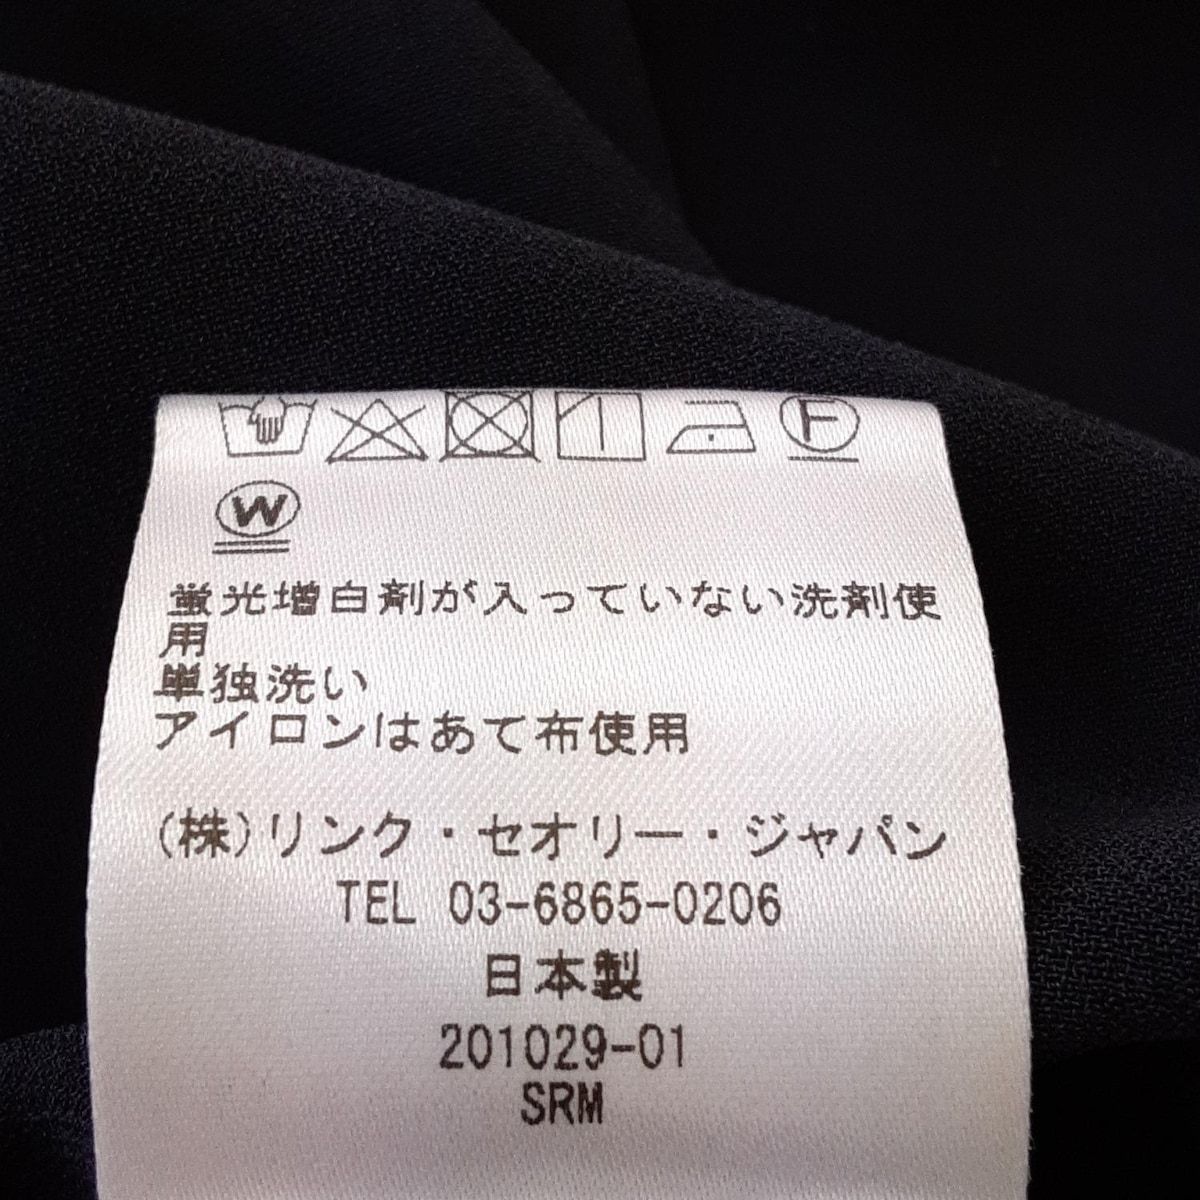 F
W
蛍光増白剤が入っていない洗剤使
用
単独洗い
アイロンはあて布使用
(株)リンク・セオリー・ジャパン
TEL 03-6865-0206
日本製
201029-01
SRM